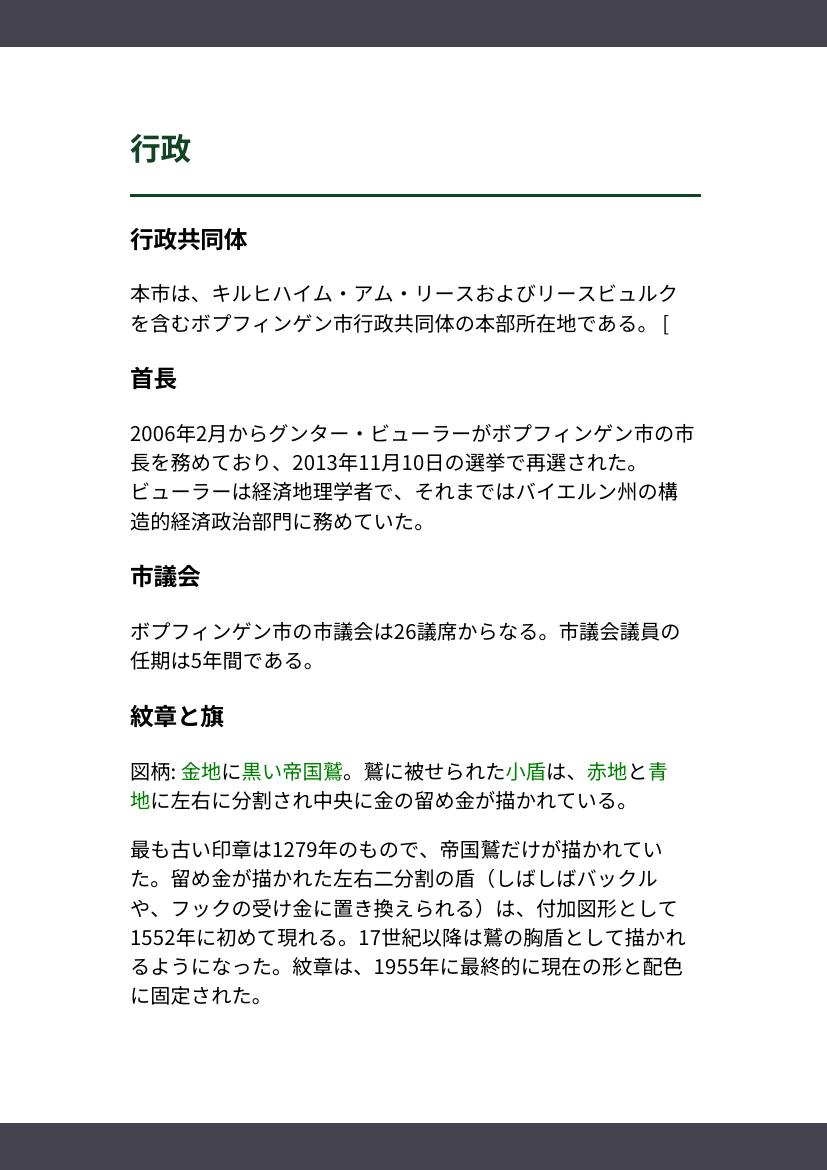 行政
行政共同体
本市は、キルヒハイム・アム・リースおよびリースビュルク
を含むボプフィンゲン市行政共同体の本部所在地である。 [
首長
2006年2月からグンター・ビューラーがボプフィンゲン市の市
長を務めており、2013年11月10日の選挙で再選された。
ビューラーは経済地理学者で、それまではバイエルン州の構
造的経済政治部門に務めていた。
市議会
ボプフィンゲン市の市議会は26議席からなる。市議会議員の
任期は5年間である。
紋章と旗
図柄: 金地に黒い帝国鷲。鷲に被せられた小盾は、赤地と青
地に左右に分割され中央に金の留め金が描かれている。
最も古い印章は1279年のもので、帝国鷲だけが描かれてい
た。留め金が描かれた左右二分割の盾（しばしばバックル
や、フックの受け金に置き換えられる）は、付加図形として
1552年に初めて現れる。17世紀以降は鷲の胸盾として描かれ
るようになった。紋章は、1955年に最終的に現在の形と配色
に固定された。